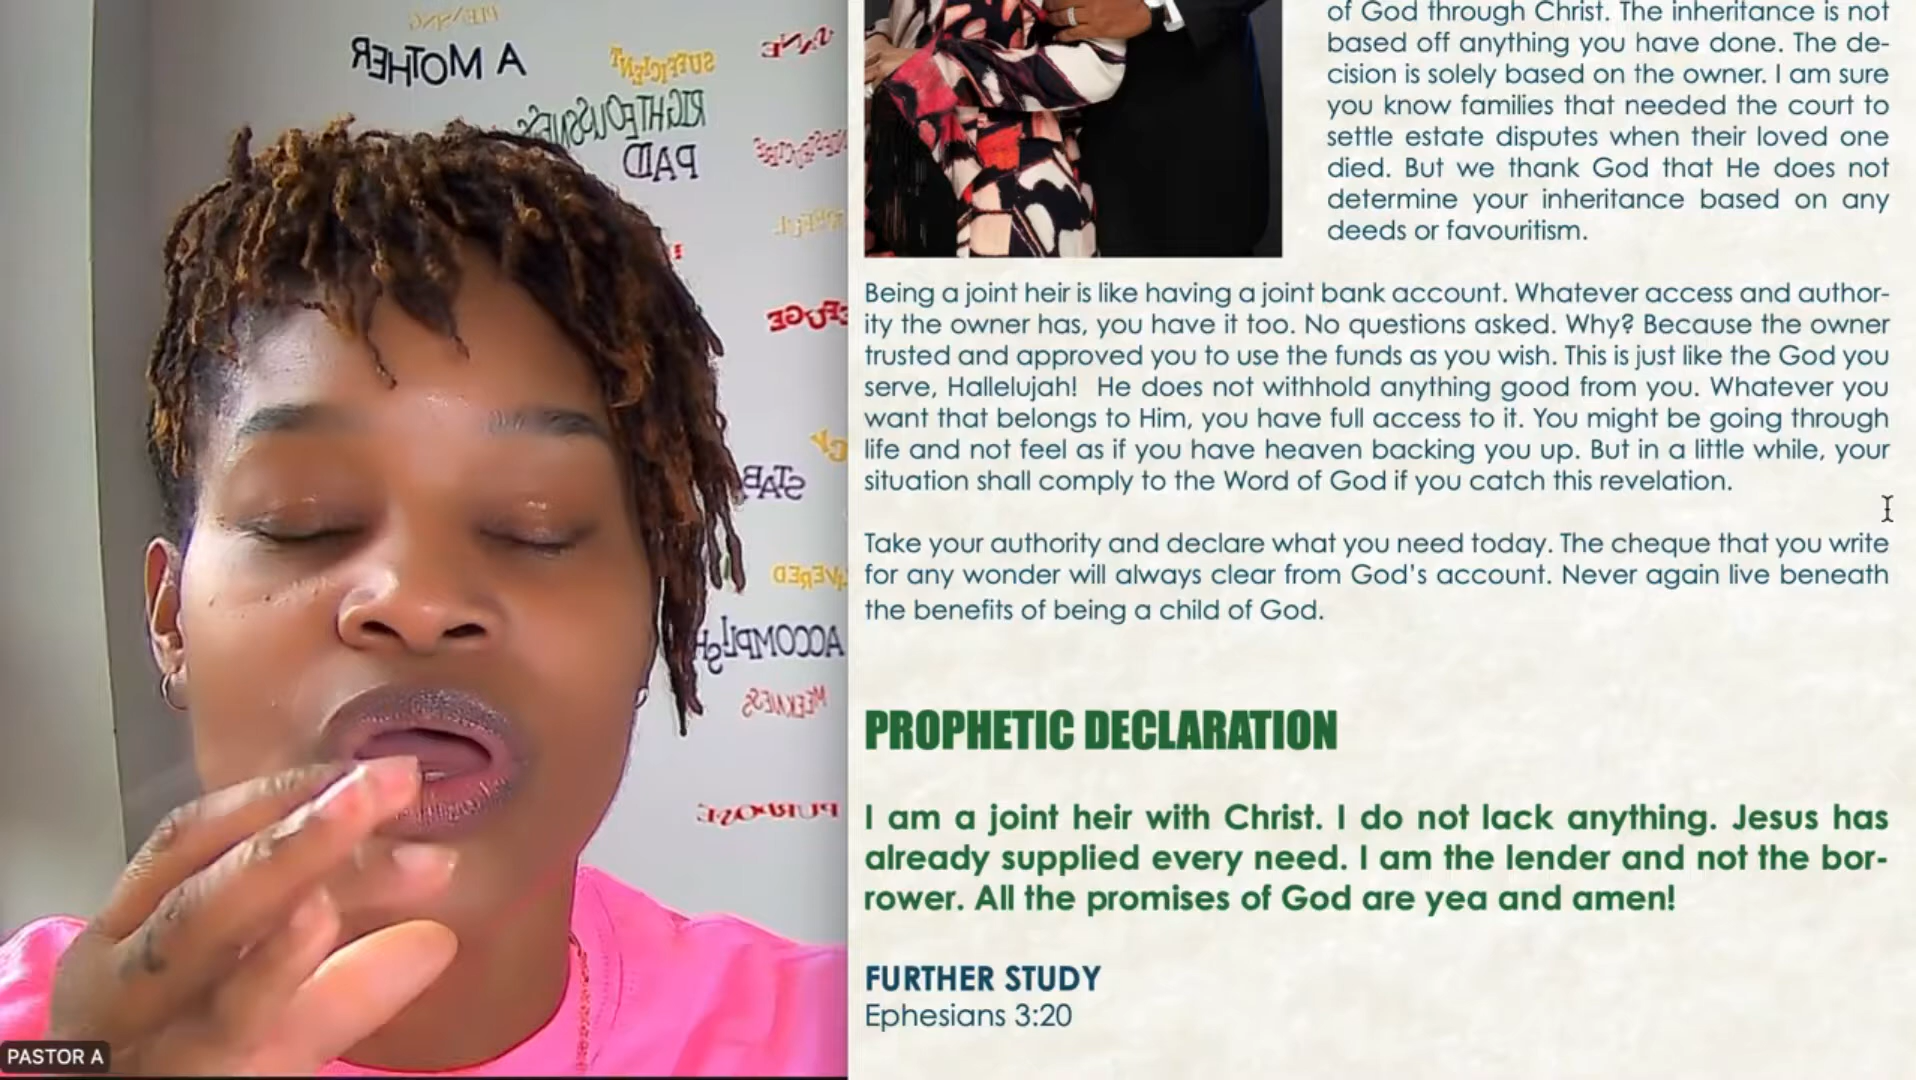 PLEASING
A MOTHER
SANE
SUFFICIENT
RIGHTEOUSNESS
PAID
PURPOSE
MEEKNESS
PASTOR A
of God through Christ. The inheritance is not
based off anything you have done. The de-
cision is solely based on the owner. I am sure
you know families that needed the court to
settle estate disputes when their loved one
died. But we thank God that He does not
determine your inheritance based on any
deeds or favouritism.
Being a joint heir is like having a joint bank account. Whatever access and author-
ity the owner has, you have it too. No questions asked. Why? Because the owner
trusted and approved you to use the funds as you wish. This is just like the God you
serve, Hallelujah!  He does not withhold anything good from you. Whatever you
want that belongs to Him, you have full access to it. You might be going through
life and not feel as if you have heaven backing you up. But in a little while, your
situation shall comply to the Word of God if you catch this revelation.
Take your authority and declare what you need today. The cheque that you write
for any wonder will always clear from God's account. Never again live beneath
the benefits of being a child of God.
PROPHETIC DECLARATION
I am a joint heir with Christ. I do not lack anything. Jesus has
already supplied every need. I am the lender and not the bor-
rower. All the promises of God are yea and amen!
FURTHER STUDY
Ephesians 3:20